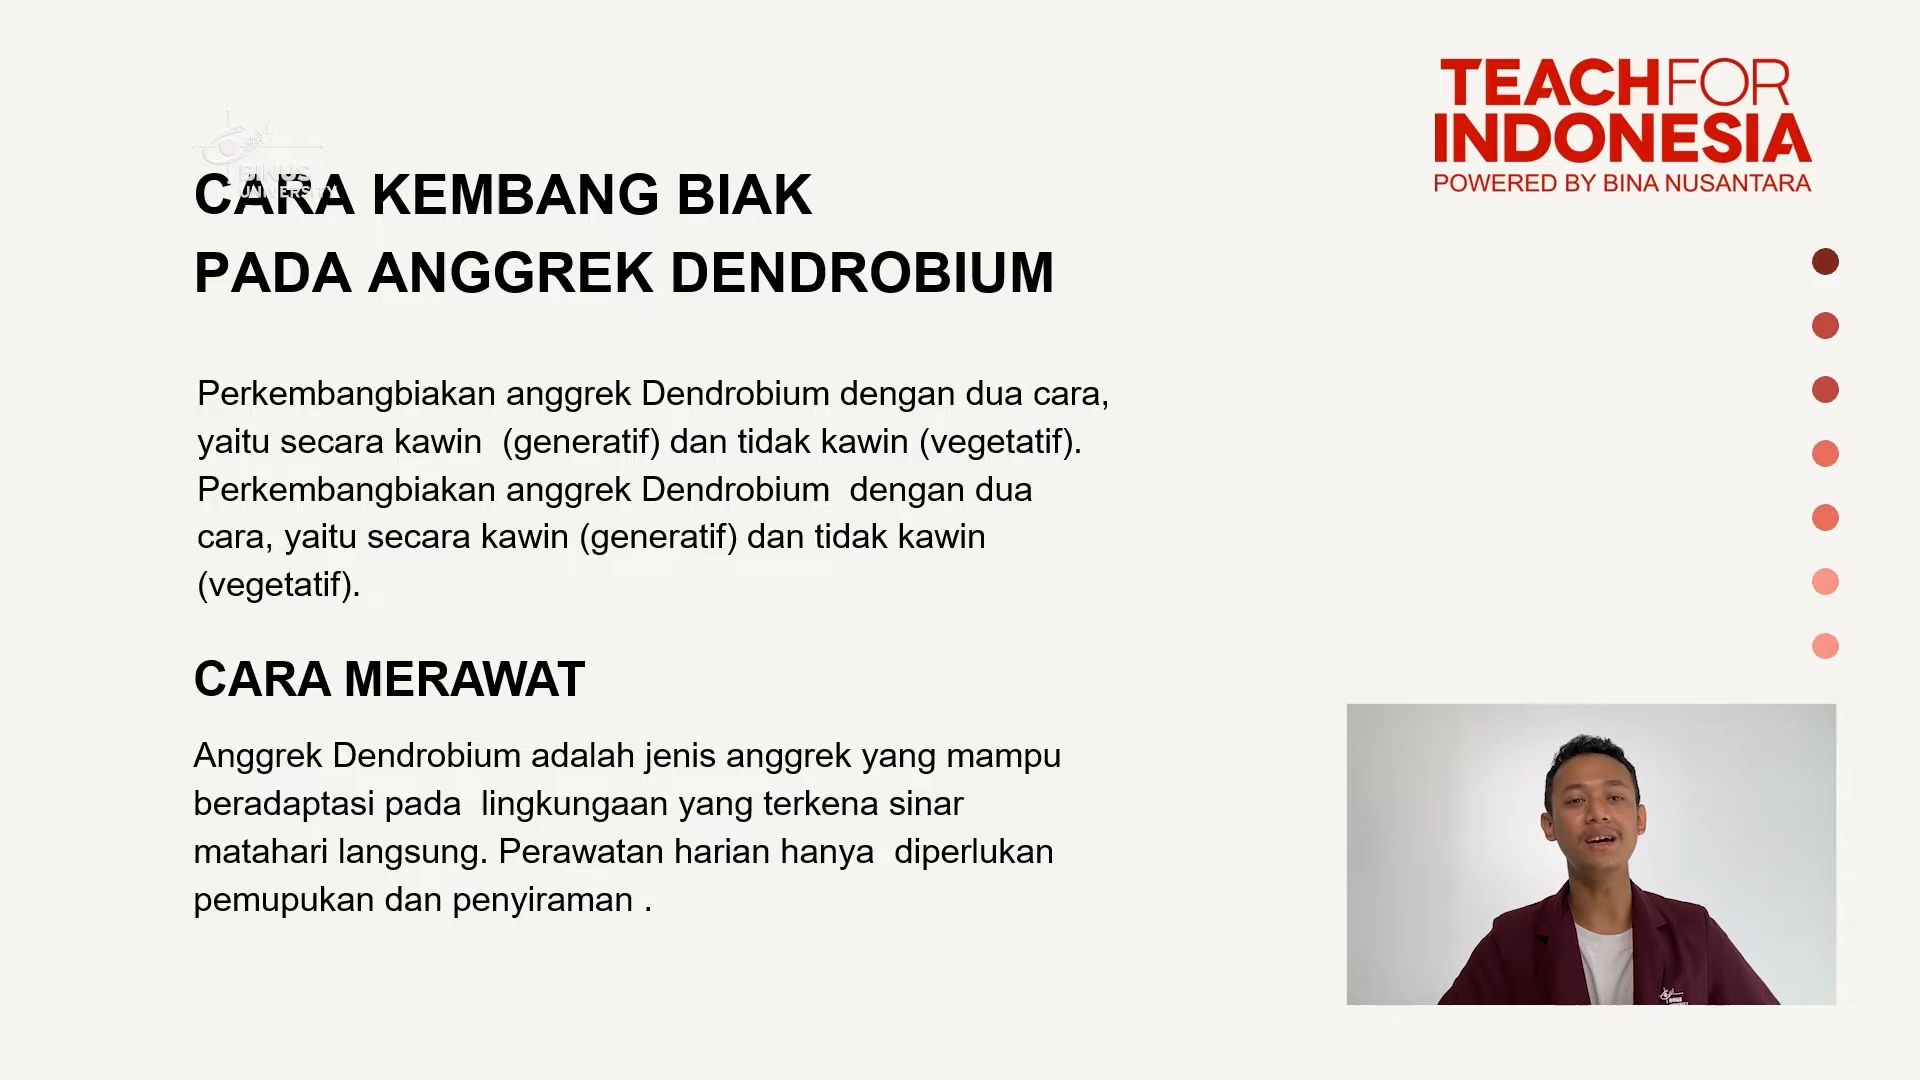 TEACHFOR
INDONESIA
POWERED BY BINA NUSANTARA
BINUS
UNIVERSITY
CARA KEMBANG BIAK
PADA ANGGREK DENDROBIUM
Perkembangbiakan anggrek Dendrobium dengan dua cara,
yaitu secara kawin  (generatif) dan tidak kawin (vegetatif).
Perkembangbiakan anggrek Dendrobium  dengan dua
cara, yaitu secara kawin (generatif) dan tidak kawin
(vegetatif).
CARA MERAWAT
Anggrek Dendrobium adalah jenis anggrek yang mampu
beradaptasi pada  lingkungaan yang terkena sinar
matahari langsung. Perawatan harian hanya  diperlukan
pemupukan dan penyiraman .